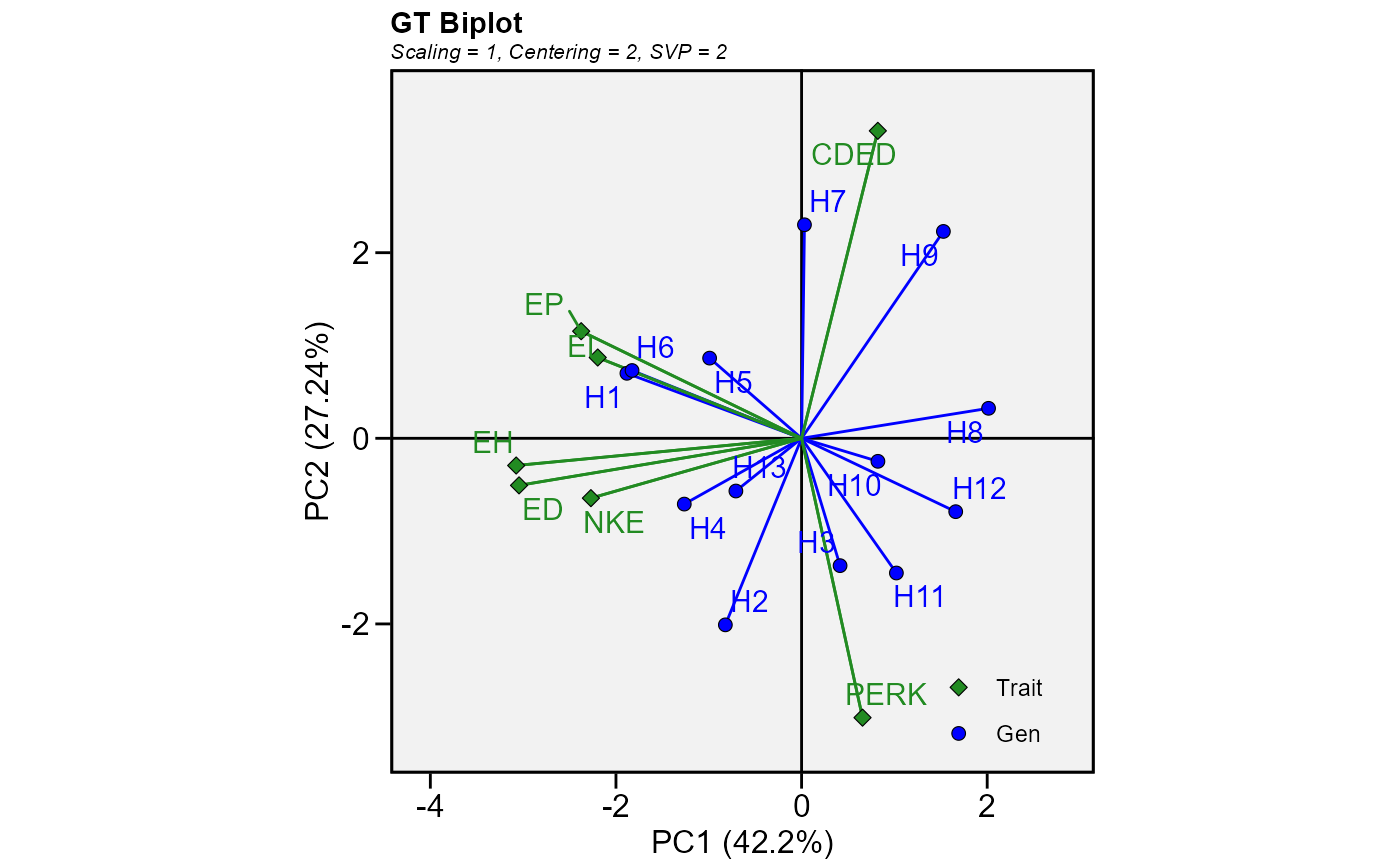 GT Biplot
Scaling = 1, Centering = 2, SVP = 2
CDED
H7
H9
2
EP
H6
EL
H5
H1
0
EH
H8
H13
H10
H12
ED
NKE
H4
H3
H11
H2
-2
PERK
Trait
Gen
-4
-2
0
2
PC1 (42.2%)
PC2 (27.24%)